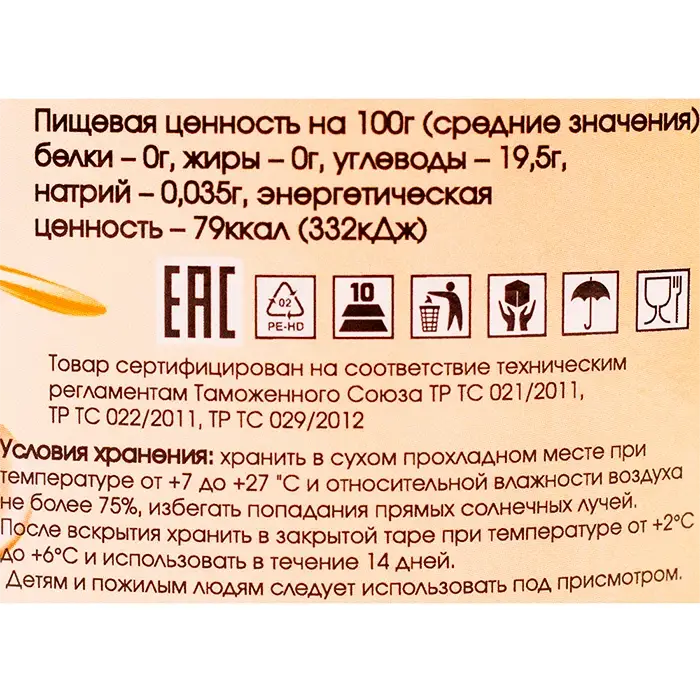 Пищевая ценность на 100г (средние значения)
белки – 0г, жиры – 0г, углеводы – 19,5г,
натрий – 0,035г, энергетическая
ценность – 79ккал (332кДж)
EAC
02
PE-HD
10
Товар сертифицирован на соответствие техническим
регламентам Таможенного Союза ТР ТС 021/2011,
ТР ТС 022/2011, ТР ТС 029/2012
Условия хранения: хранить в сухом прохладном месте при
температуре от +7 до +27 °С и относительной влажности воздуха
не более 75%, избегать попадания прямых солнечных лучей.
После вскрытия хранить в закрытой таре при температуре от +2°С
до +6°С и использовать в течение 14 дней.
Детям и пожилым людям следует использовать под присмотром.